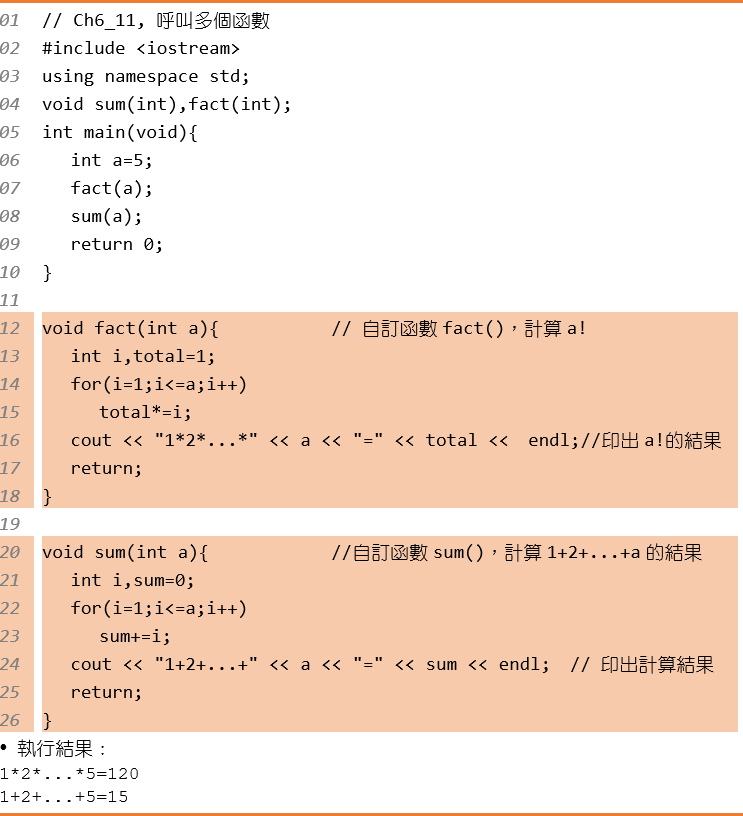 01 // Ch6_11, 呼叫多個函數
02 #include <iostream>
03 using namespace std;
04 void sum(int),fact(int);
05 int main(void){
06    int a=5;
07    fact(a);
08    sum(a);
09    return 0;
10 }
11
12 void fact(int a){           // 自訂函數 fact()，計算 a!
13    int i,total=1;
14    for(i=1;i<=a;i++)
15       total*=i;
16    cout << "1*2*...*" << a << "=" << total <<  endl;//印出 a!的結果
17    return;
18 }
19
20 void sum(int a){            //自訂函數 sum()，計算 1+2+...+a 的結果
21    int i,sum=0;
22    for(i=1;i<=a;i++)
23       sum+=i;
24    cout << "1+2+...+" << a << "=" << sum << endl;  // 印出計算結果
25    return;
26 }
• 執行結果：
1*2*...*5=120
1+2+...+5=15